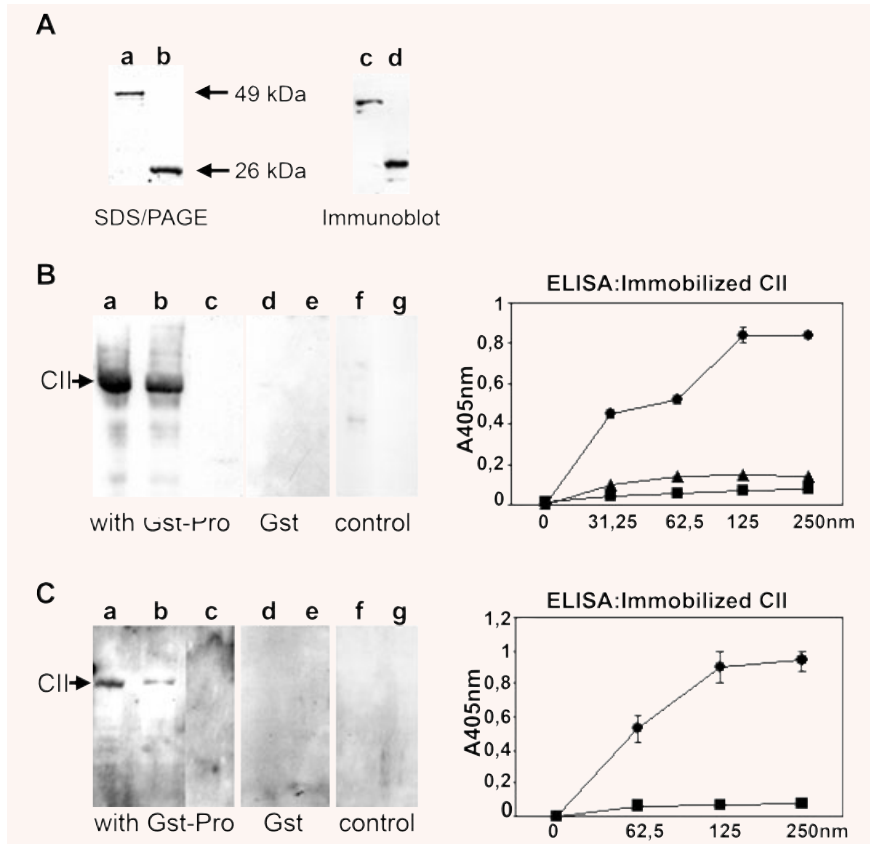 A
a b c d
49 kDa
26 kDa
SDS/PAGE Immunoblot
B
a b c d e f g
CII
with Gst-Pro Gst control
ELISA:Immobilized CII
1
0,8
0,6
0,4
0,2
0
A405nm
0 31,25 62,5 125 250nm
C
a b c d e f g
CII
with Gst-Pro Gst control
ELISA:Immobilized CII
1,2
1
0,8
0,6
0,4
0,2
0
A405nm
0 62,5 125 250nm